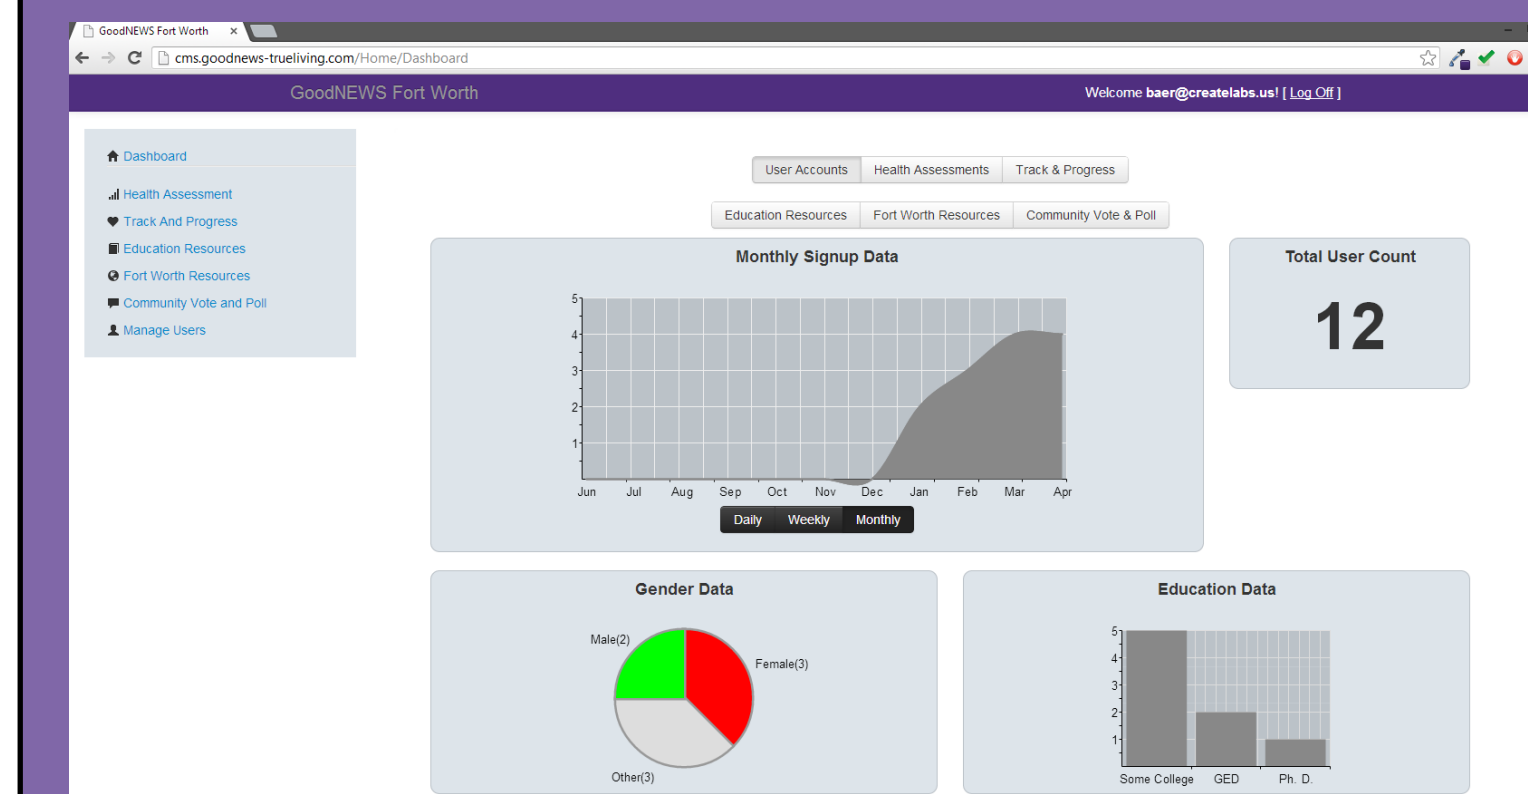 GoodNEWS Fort Worth
cms.goodnews-trueliving.com/Home/Dashboard
GoodNEWS Fort Worth
Welcome baer@createlabs.us! [ Log Off ]
Dashboard
Health Assessment
Track And Progress
Education Resources
Fort Worth Resources
Community Vote and Poll
Manage Users
User Accounts Health Assessments Track & Progress
Education Resources Fort Worth Resources Community Vote & Poll
Monthly Signup Data
5
4
3
2
1
Jun Jul Aug Sep Oct Nov Dec Jan Feb Mar Apr
Daily Weekly Monthly
Total User Count
12
Gender Data
Male(2)
Female(3)
Other(3)
Education Data
5
4
3
2
1
Some College GED Ph. D.